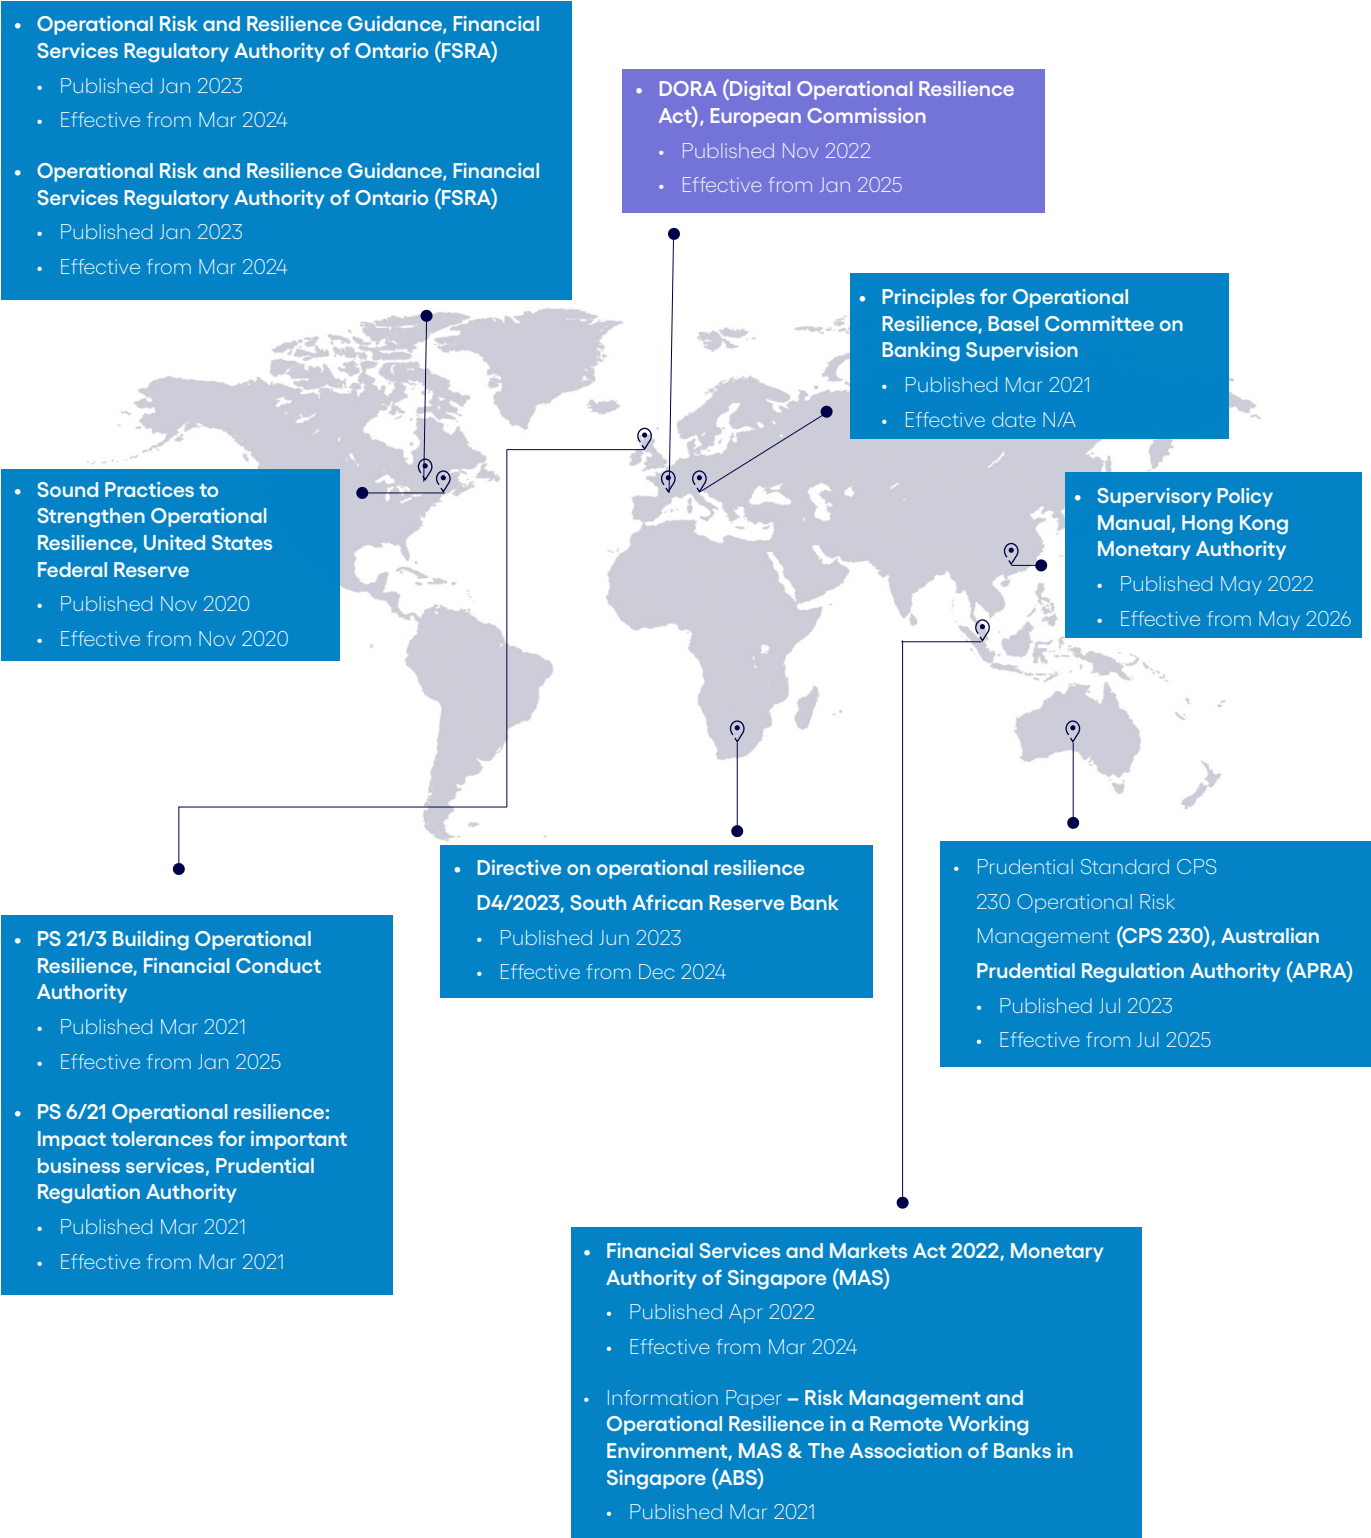 • Operational Risk and Resilience Guidance, Financial
Services Regulatory Authority of Ontario (FSRA)
• Published Jan 2023
• Effective from Mar 2024
• Operational Risk and Resilience Guidance, Financial
Services Regulatory Authority of Ontario (FSRA)
• Published Jan 2023
• Effective from Mar 2024
• DORA (Digital Operational Resilience
Act), European Commission
• Published Nov 2022
• Effective from Jan 2025
• Principles for Operational
Resilience, Basel Committee on
Banking Supervision
• Published Mar 2021
• Effective date N/A
• Sound Practices to
Strengthen Operational
Resilience, United States
Federal Reserve
• Published Nov 2020
• Effective from Nov 2020
• Supervisory Policy
Manual, Hong Kong
Monetary Authority
• Published May 2022
• Effective from May 2026
• Directive on operational resilience
D4/2023, South African Reserve Bank
• Published Jun 2023
• Effective from Dec 2024
• Prudential Standard CPS
230 Operational Risk
Management (CPS 230), Australian
Prudential Regulation Authority (APRA)
• Published Jul 2023
• Effective from Jul 2025
• PS 21/3 Building Operational
Resilience, Financial Conduct
Authority
• Published Mar 2021
• Effective from Jan 2025
• PS 6/21 Operational resilience:
Impact tolerances for important
business services, Prudential
Regulation Authority
• Published Mar 2021
• Effective from Mar 2021
• Financial Services and Markets Act 2022, Monetary
Authority of Singapore (MAS)
• Published Apr 2022
• Effective from Mar 2024
• Information Paper – Risk Management and
Operational Resilience in a Remote Working
Environment, MAS & The Association of Banks in
Singapore (ABS)
• Published Mar 2021